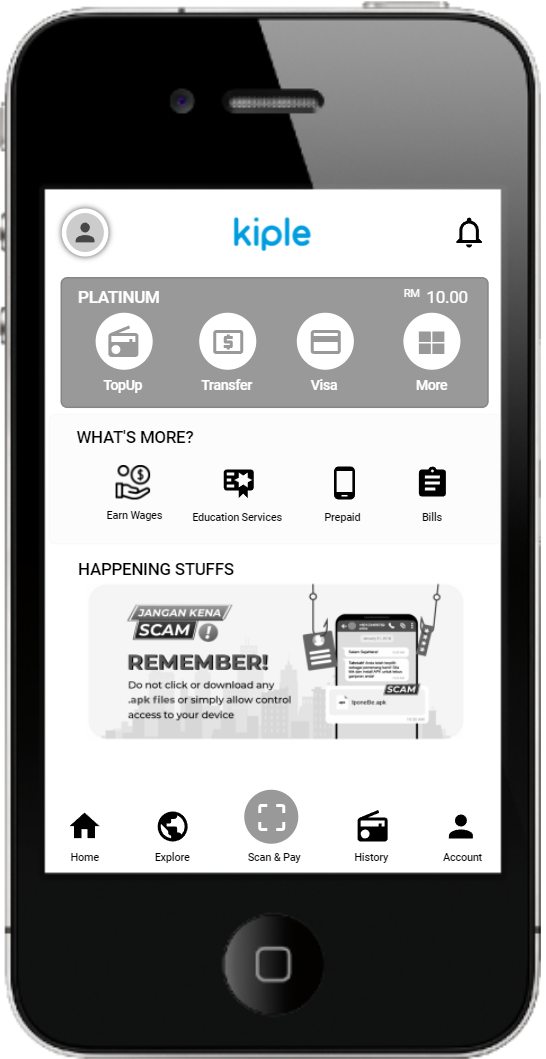 kiple
PLATINUM
RM 10.00
TopUp
Transfer
Visa
More
WHAT'S MORE?
Earn Wages
Education Services
Prepaid
Bills
HAPPENING STUFFS
JANGAN KENA
SCAM !
REMEMBER!
Do not click or download any
.apk files or simply allow control
access to your device
Salam Sejahtera!
SCAM
Home
Explore
Scan & Pay
History
Account